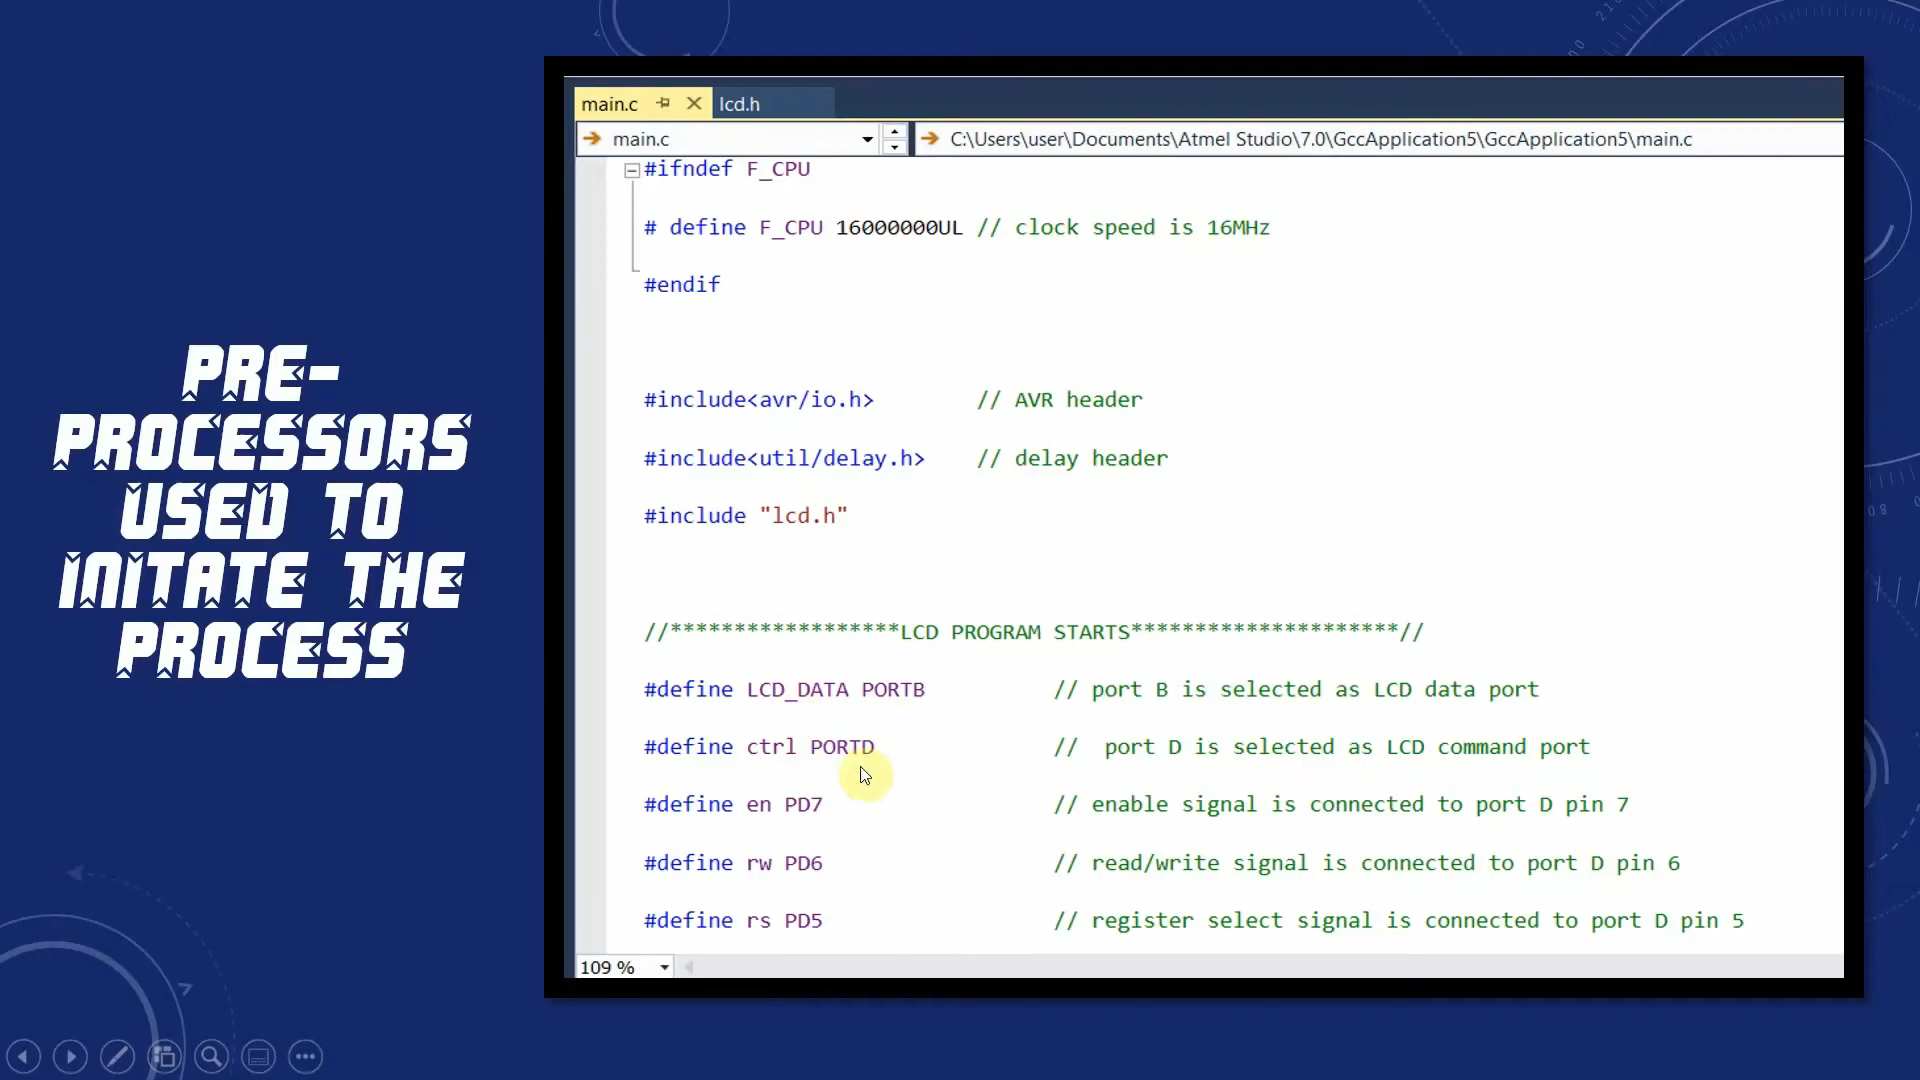 PRE-
PROCESSORS
USED TO
INITATE THE
PROCESS
main.c
lcd.h
main.c
C:\Users\user\Documents\Atmel Studio\7.0\GccApplication5\GccApplication5\main.c
#ifndef F_CPU
# define F_CPU 16000000UL // clock speed is 16MHz
#endif
#include<avr/io.h> // AVR header
#include<util/delay.h> // delay header
#include "lcd.h"
//******************LCD PROGRAM STARTS*********************//
#define LCD_DATA PORTB // port B is selected as LCD data port
#define ctrl PORTD // port D is selected as LCD command port
#define en PD7 // enable signal is connected to port D pin 7
#define rw PD6 // read/write signal is connected to port D pin 6
#define rs PD5 // register select signal is connected to port D pin 5
109 %